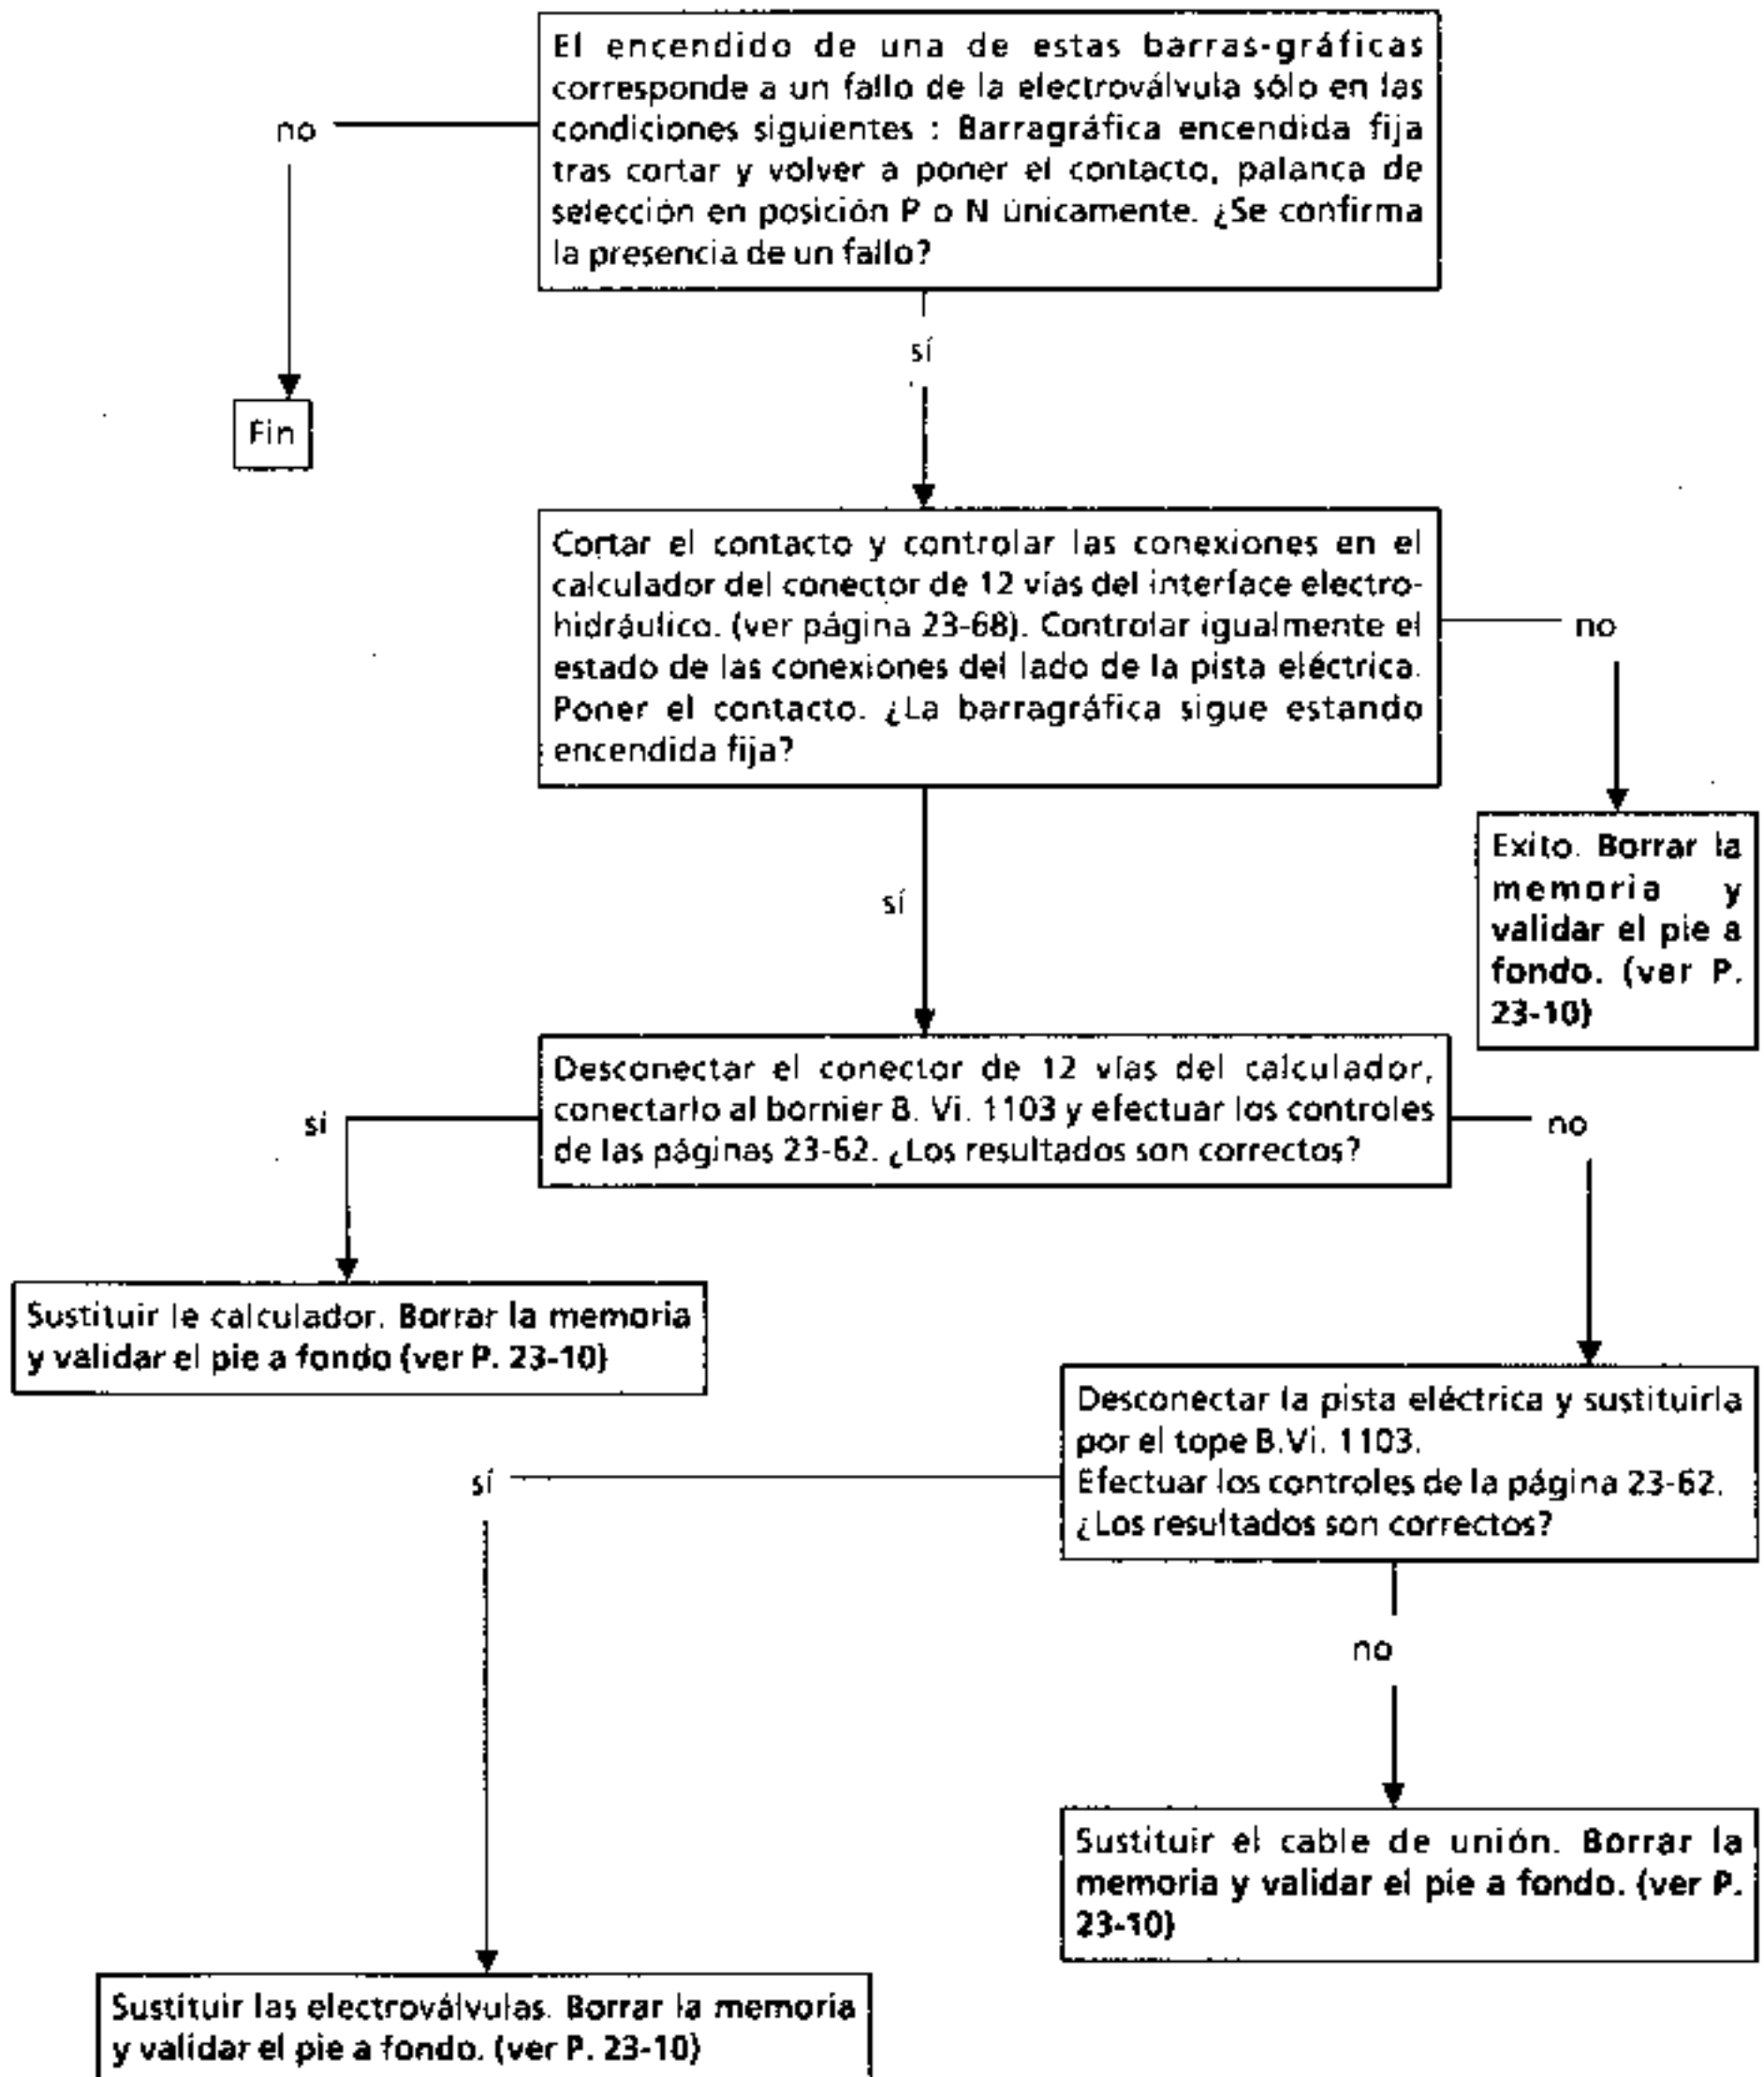 El encendido de una de estas barras-gráficas
corresponde a un fallo de la electroválvula sólo en las
condiciones siguientes : Barragráfica encendida fija
tras cortar y volver a poner el contacto, palanca de
selección en posición P o N únicamente. ¿Se confirma
la presencia de un fallo?
no
sí
Fin
Cortar el contacto y controlar las conexiones en el
calculador del conector de 12 vías del interface electro-
hidráulico. (ver página 23-68). Controlar igualmente el
estado de las conexiones del lado de la pista eléctrica.
Poner el contacto. ¿La barragráfica sigue estando
encendida fija?
no
Exito. Borrar la
memoria y
validar el pie a
fondo. (ver P.
23-10)
sí
Desconectar el conector de 12 vías del calculador,
conectarlo al bornier B. Vi. 1103 y efectuar los controles
de las páginas 23-62. ¿Los resultados son correctos?
si
no
Sustituir le calculador. Borrar la memoria
y validar el pie a fondo (ver P. 23-10)
Desconectar la pista eléctrica y sustituirla
por el tope B.Vi. 1103.
Efectuar los controles de la página 23-62.
¿Los resultados son correctos?
sí
no
Sustituir el cable de unión. Borrar la
memoria y validar el pie a fondo. (ver P.
23-10)
Sustituir las electroválvulas. Borrar la memoria
y validar el pie a fondo. (ver P. 23-10)